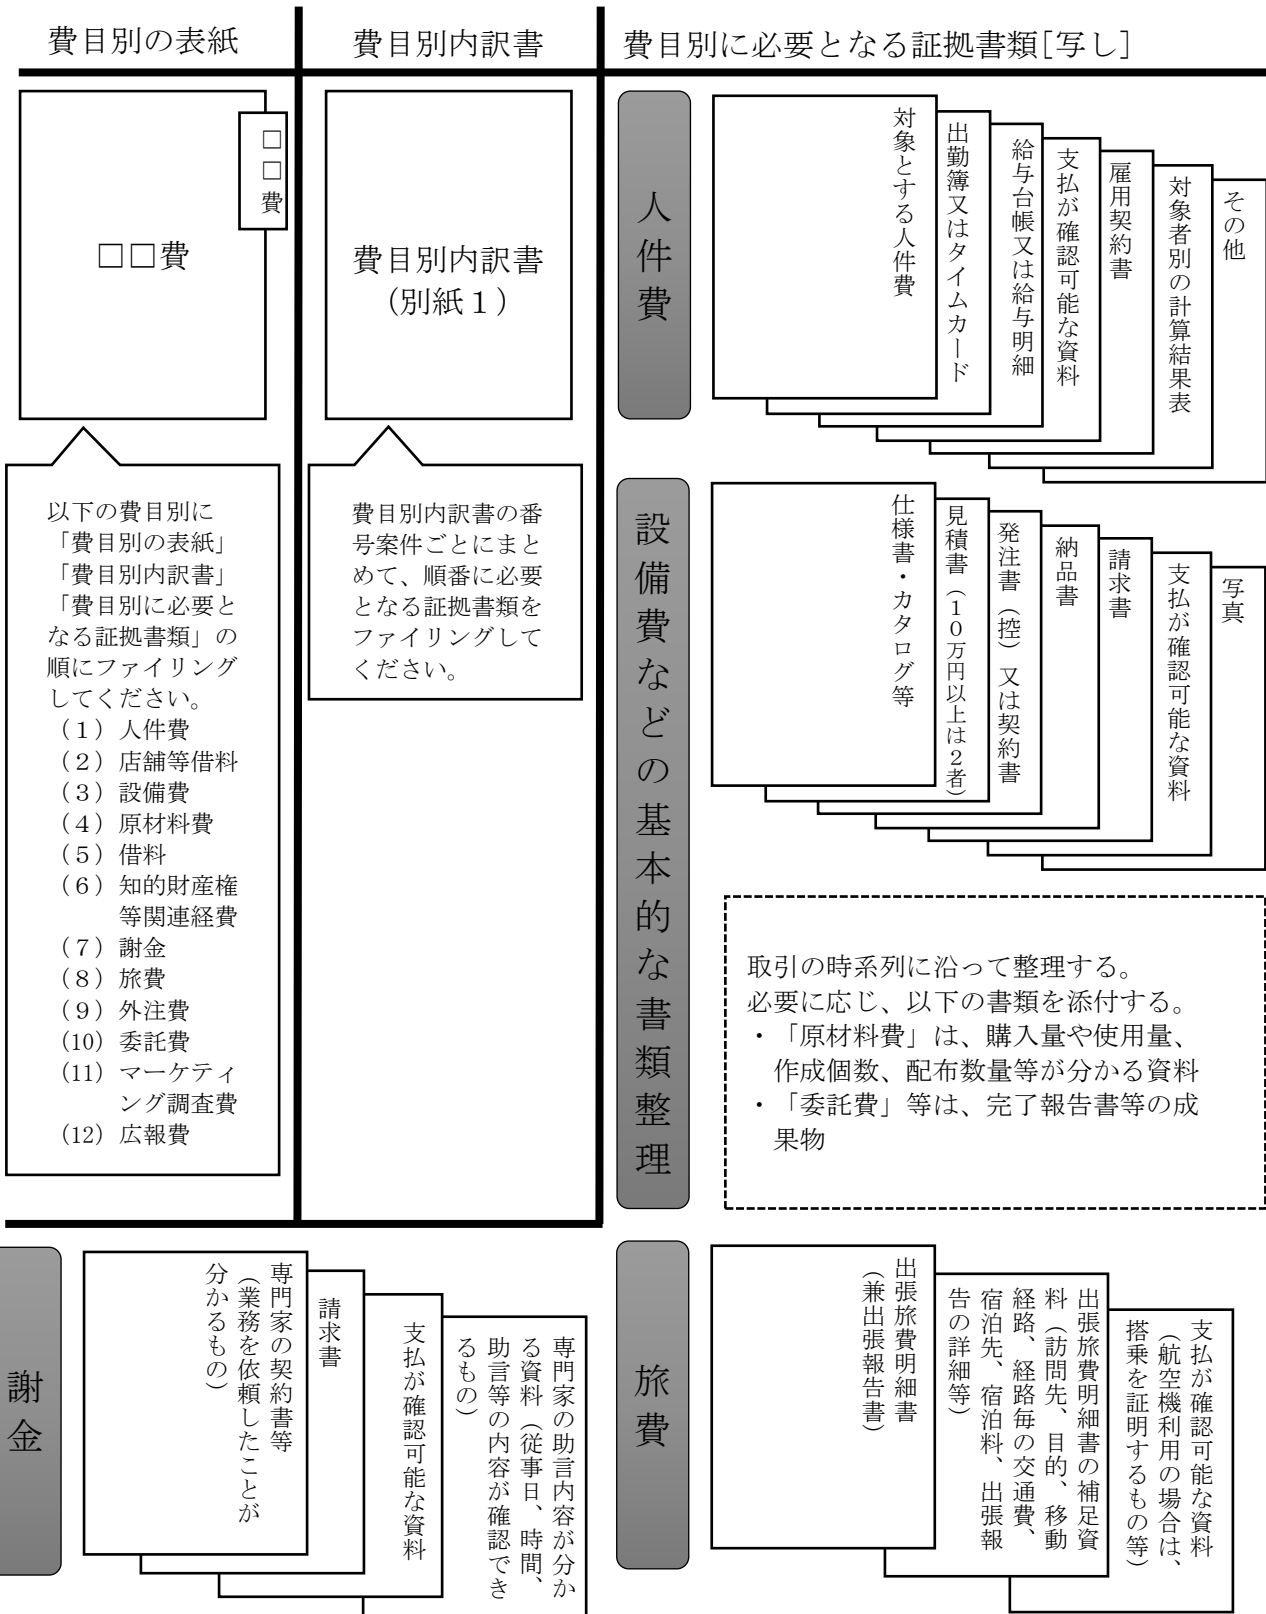 費目別の表紙
費目別内訳書
費目別に必要となる証拠書類[写し]
□□費
□□費
費目別内訳書
(別紙１)
人件費
対象とする人件費
出勤簿又はタイムカード
給与台帳又は給与明細
支払が確認可能な資料
雇用契約書
対象者別の計算結果表
その他
以下の費目別に
「費目別の表紙」
「費目別内訳書」
「費目別に必要と
なる証拠書類」の
順にファイリング
してください。
（１）人件費
（２）店舗等借料
（３）設備費
（４）原材料費
（５）借料
（６）知的財産権
等関連経費
（７）謝金
（８）旅費
（９）外注費
(10) 委託費
(11) マーケティ
ング調査費
(12) 広報費
費目別内訳書の番
号案件ごとにまと
めて、順番に必要
となる証拠書類を
ファイリングして
ください。
設備費などの基本的な書類整理
仕様書・カタログ等
見積書（１０万円以上は２者）
発注書（控）又は契約書
納品書
請求書
支払が確認可能な資料
写真
取引の時系列に沿って整理する。
必要に応じ、以下の書類を添付する。
・「原材料費」は、購入量や使用量、
作成個数、配布数量等が分かる資料
・「委託費」等は、完了報告書等の成
果物
謝金
専門家の契約書等
（業務を依頼したことが
分かるもの）
請求書
支払が確認可能な資料
専門家の助言内容が分か
る資料（従事日、時間、
助言等の内容が確認でき
るもの）
旅費
出張旅費明細書
（兼出張報告書）
出張旅費明細書の補足資
料（訪問先、目的、移動
経路、経路毎の交通費、
宿泊先、宿泊料、出張報
告の詳細等）
支払が確認可能な資料
（航空機利用の場合は、
搭乗を証明するもの等）